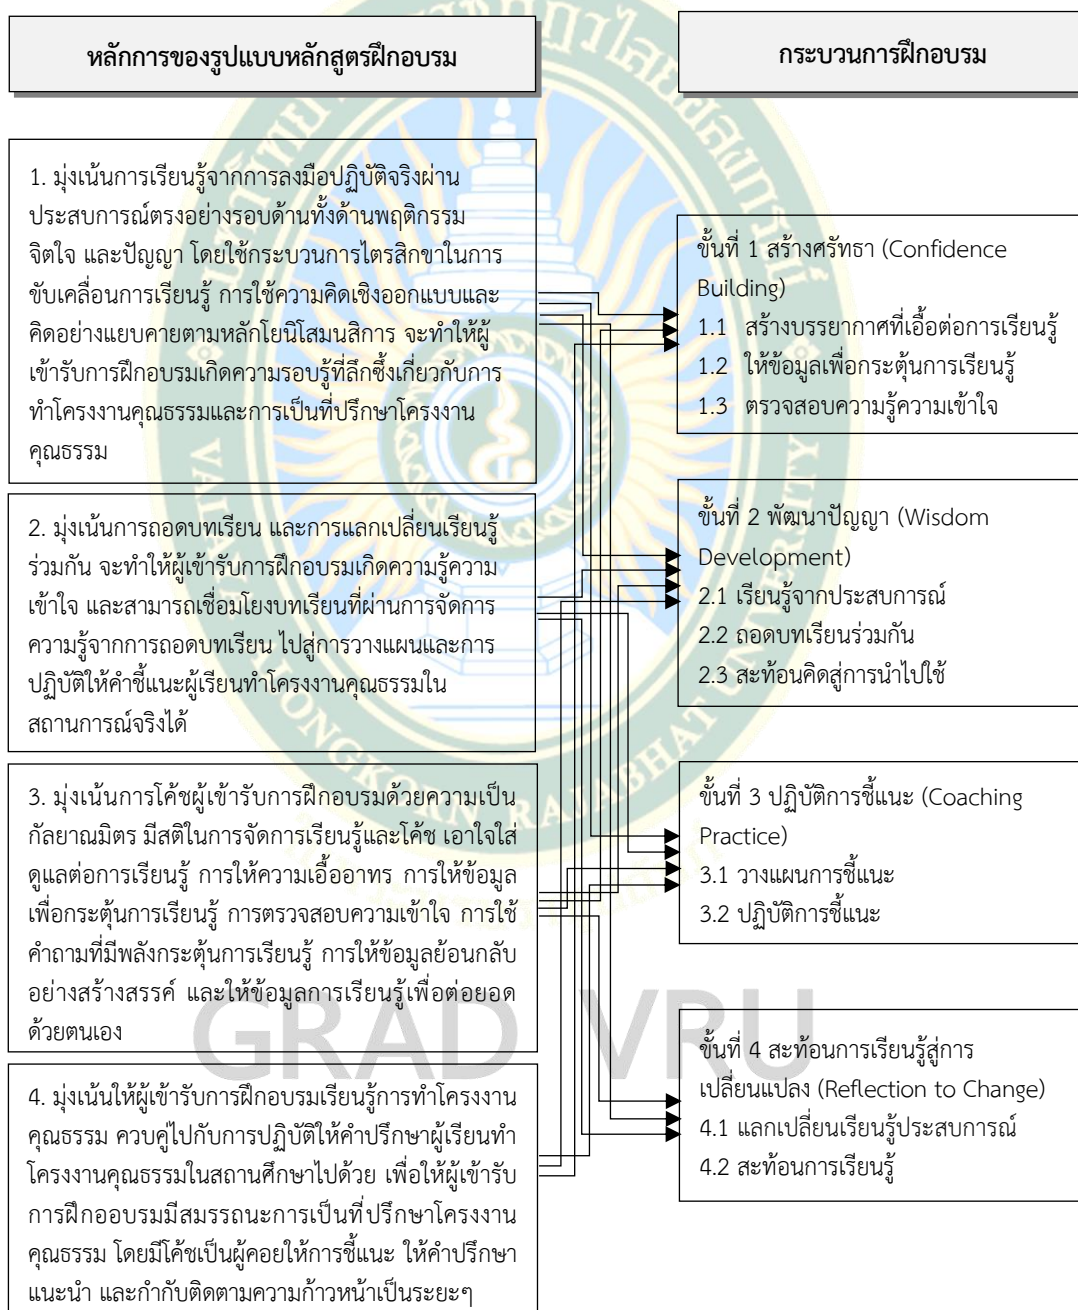 หลักการของรูปแบบหลักสูตรฝึกอบรม
กระบวนการฝึกอบรม
1. มุ่งเน้นการเรียนรู้จากการลงมือปฏิบัติจริงผ่าน
ประสบการณ์ตรงอย่างรอบด้านทั้งด้านพฤติกรรม
จิตใจ และปัญญา โดยใช้กระบวนการไตรสิกขาในการ
ขับเคลื่อนการเรียนรู้ การใช้ความคิดเชิงออกแบบและ
คิดอย่างแยบคายตามหลักโยนิโสมนสิการ จะทำให้ผู้
เข้ารับการฝึกอบรมเกิดความรอบรู้ที่ลึกซึ้งเกี่ยวกับการ
ทำโครงงานคุณธรรมและการเป็นที่ปรึกษาโครงงาน
คุณธรรม
2. มุ่งเน้นการถอดบทเรียน และการแลกเปลี่ยนเรียนรู้
ร่วมกัน จะทำให้ผู้เข้ารับการฝึกอบรมเกิดความรู้ความ
เข้าใจ และสามารถเชื่อมโยงบทเรียนที่ผ่านการจัดการ
ความรู้จากการถอดบทเรียน ไปสู่การวางแผนและการ
ปฏิบัติให้คำชี้แนะผู้เรียนทำโครงงานคุณธรรมใน
สถานการณ์จริงได้
3. มุ่งเน้นการโค้ชผู้เข้ารับการฝึกอบรมด้วยความเป็น
กัลยาณมิตร มีสติในการจัดการเรียนรู้และโค้ช เอาใจใส่
ดูแลต่อการเรียนรู้ การให้ความเอื้ออาทร การให้ข้อมูล
เพื่อกระตุ้นการเรียนรู้ การตรวจสอบความเข้าใจ การใช้
คำถามที่มีพลังกระตุ้นการเรียนรู้ การให้ข้อมูลย้อนกลับ
อย่างสร้างสรรค์ และให้ข้อมูลการเรียนรู้เพื่อต่อยอด
ด้วยตนเอง
4. มุ่งเน้นให้ผู้เข้ารับการฝึกอบรมเรียนรู้การทำโครงงาน
คุณธรรม ควบคู่ไปกับการปฏิบัติให้คำปรึกษาผู้เรียนทำ
โครงงานคุณธรรมในสถานศึกษาไปด้วย เพื่อให้ผู้เข้ารับ
การฝึกออบรมมีสมรรถนะการเป็นที่ปรึกษาโครงงาน
คุณธรรม โดยมีโค้ชเป็นผู้คอยให้การชี้แนะ ให้คำปรึกษา
แนะนำ และกำกับติดตามความก้าวหน้าเป็นระยะๆ
ขั้นที่ 1 สร้างศรัทธา (Confidence
Building)
1.1 สร้างบรรยากาศที่เอื้อต่อการเรียนรู้
1.2 ให้ข้อมูลเพื่อกระตุ้นการเรียนรู้
1.3 ตรวจสอบความรู้ความเข้าใจ
ขั้นที่ 2 พัฒนาปัญญา (Wisdom
Development)
2.1 เรียนรู้จากประสบการณ์
2.2 ถอดบทเรียนร่วมกัน
2.3 สะท้อนคิดสู่การนำไปใช้
ขั้นที่ 3 ปฏิบัติการชี้แนะ (Coaching
Practice)
3.1 วางแผนการชี้แนะ
3.2 ปฏิบัติการชี้แนะ
ขั้นที่ 4 สะท้อนการเรียนรู้สู่การ
เปลี่ยนแปลง (Reflection to Change)
4.1 แลกเปลี่ยนเรียนรู้ประสบการณ์
4.2 สะท้อนการเรียนรู้
GRAD VRU